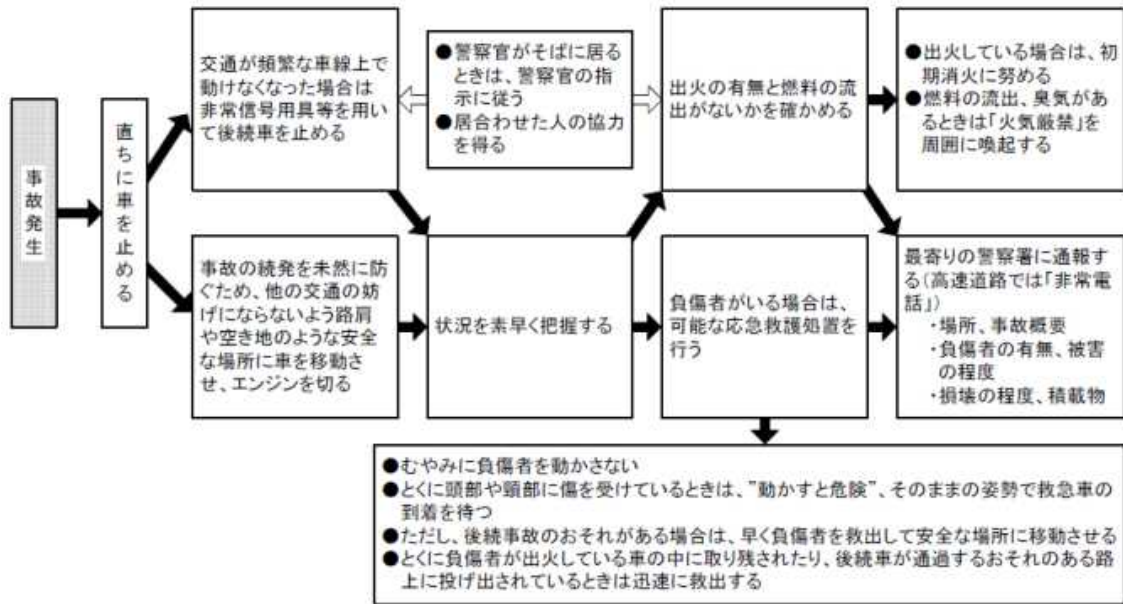 事故発生
直ちに車を止める
交通が頻繁な車線上で
動けなくなった場合は
非常信号用具等を用い
て後続車を止める
●警察官がそばに居る
ときは、警察官の指
示に従う
●居合わせた人の協力
を得る
出火の有無と燃料の流
出がないかを確かめる
●出火している場合は、初
期消火に努める
●燃料の流出、臭気があ
るときは「火気厳禁」を
周囲に喚起する
事故の続発を未然に防
ぐため、他の交通の妨
げにならないよう路肩
や空き地のような安全
な場所に車を移動さ
せ、エンジンを切る
状況を素早く把握する
負傷者がいる場合は、
可能な応急救護処置を
行う
最寄りの警察署に通報す
る(高速道路では「非常電
話」)
・場所、事故概要
・負傷者の有無、被害
の程度
・損壊の程度、積載物
●むやみに負傷者を動かさない
●とくに頭部や頸部に傷を受けているときは、”動かすと危険”、そのままの姿勢で救急車の
到着を待つ
●ただし、後続事故のおそれがある場合は、早く負傷者を救出して安全な場所に移動させる
●とくに負傷者が出火している車の中に取り残されたり、後続車が通過するおそれのある路
上に投げ出されているときは迅速に救出する